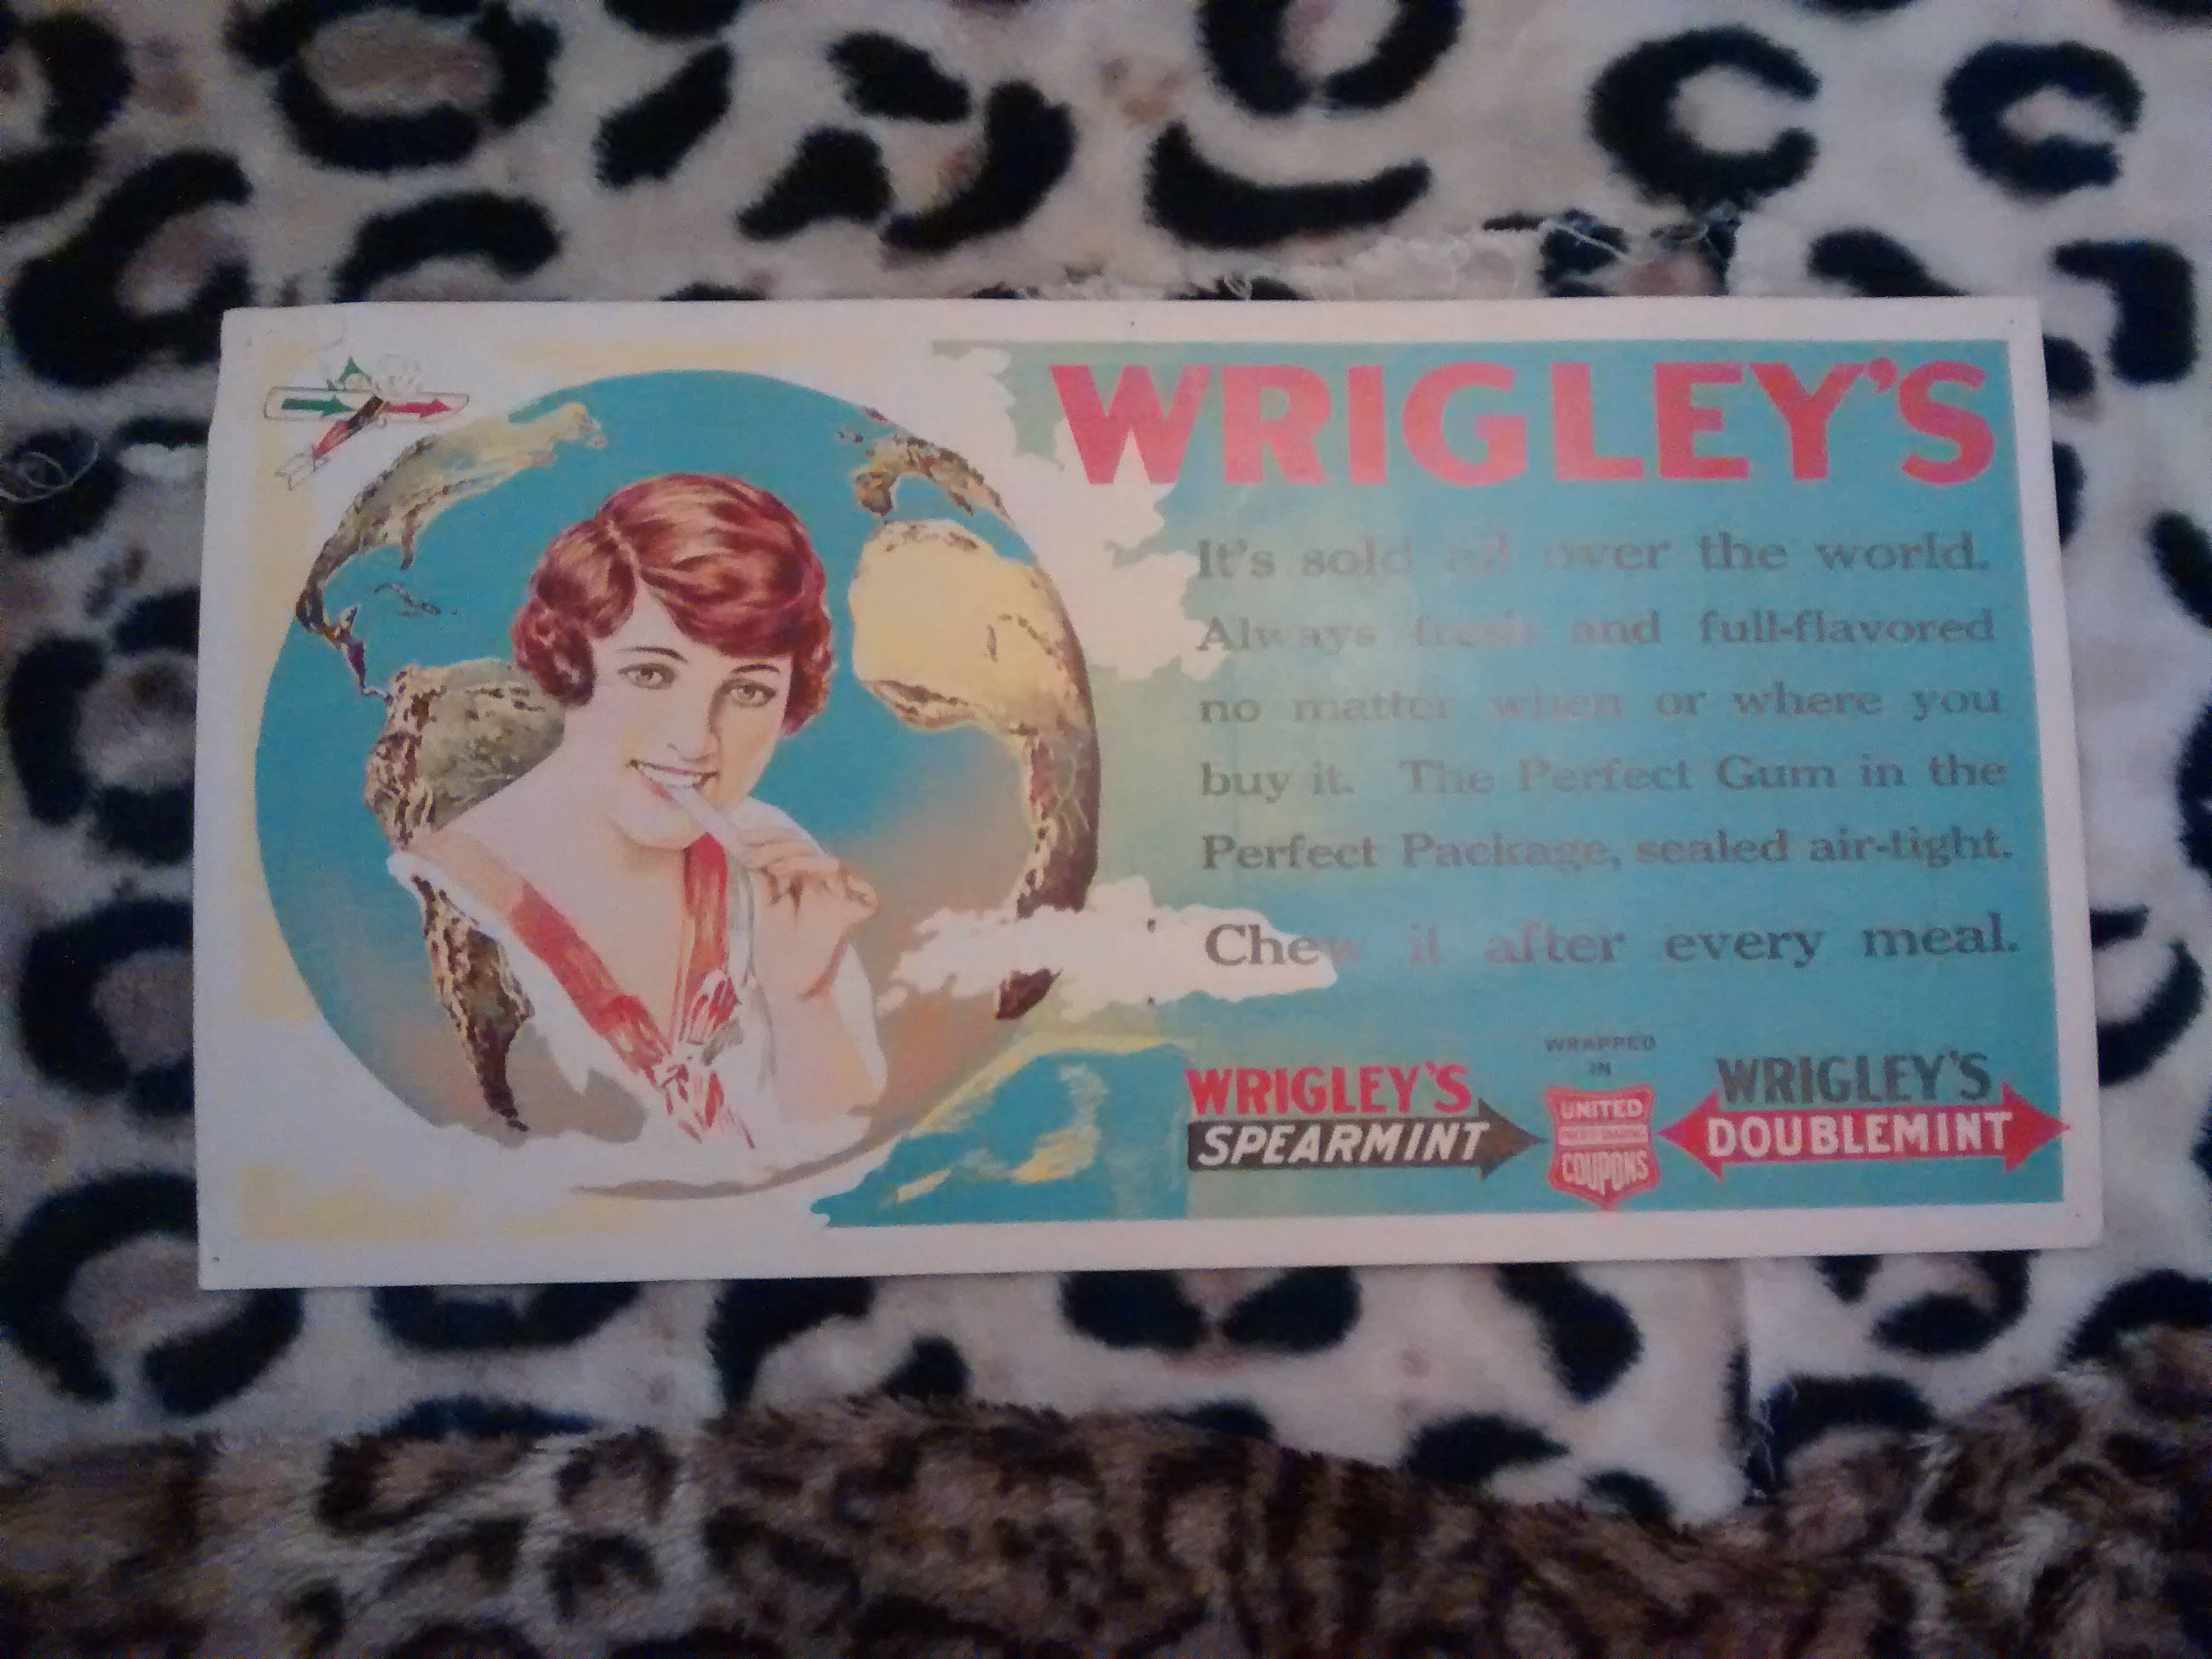 WRIGLEY'S
It's sold all over the world.
Always fresh and full-flavored
no matter when or where you
buy it. The Perfect Gum in the
Perfect Package, sealed air-tight.
Chew it after every meal.
WRIGLEY'S
SPEARMINT
WRAPPED
IN
UNITED
COUPONS
WRIGLEY'S
DOUBLEMINT